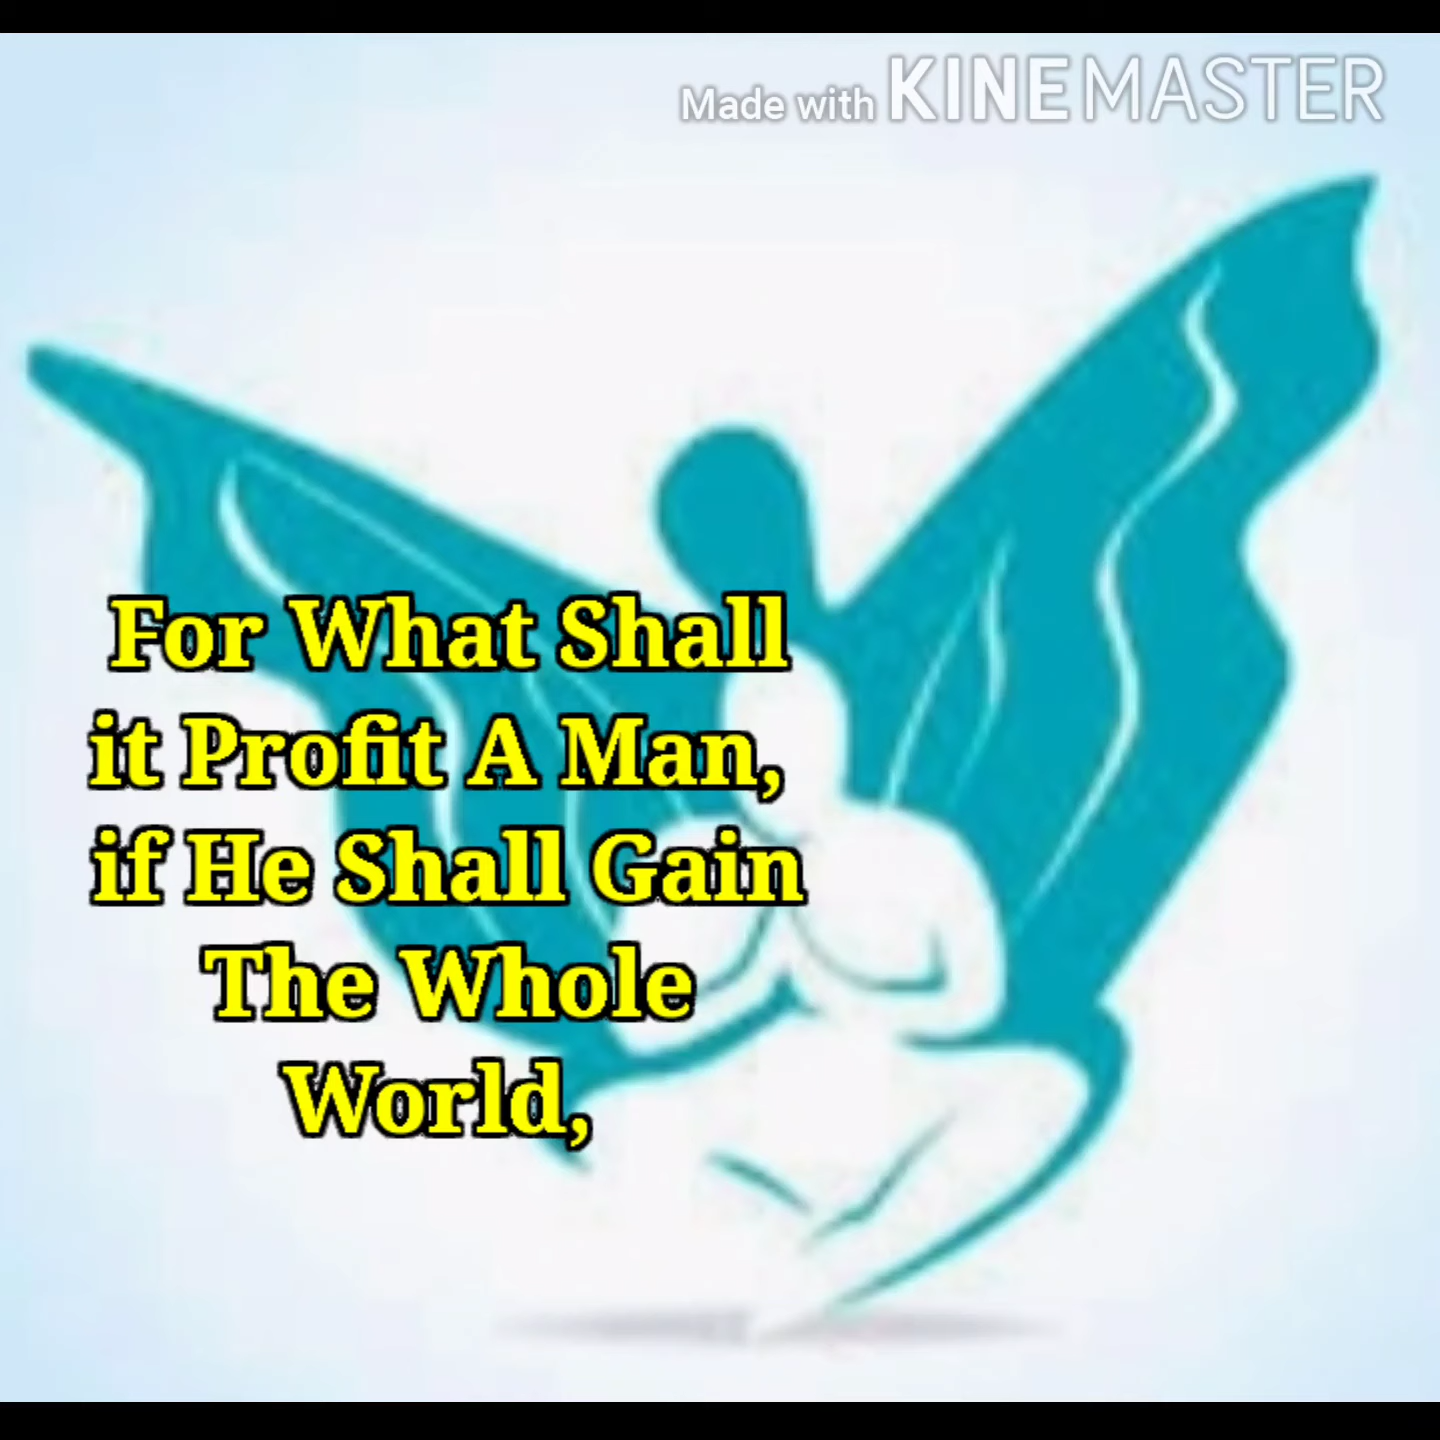 Made with KINEMASTER
For What Shall
it Profit A Man,
if He Shall Gain
The Whole
World,